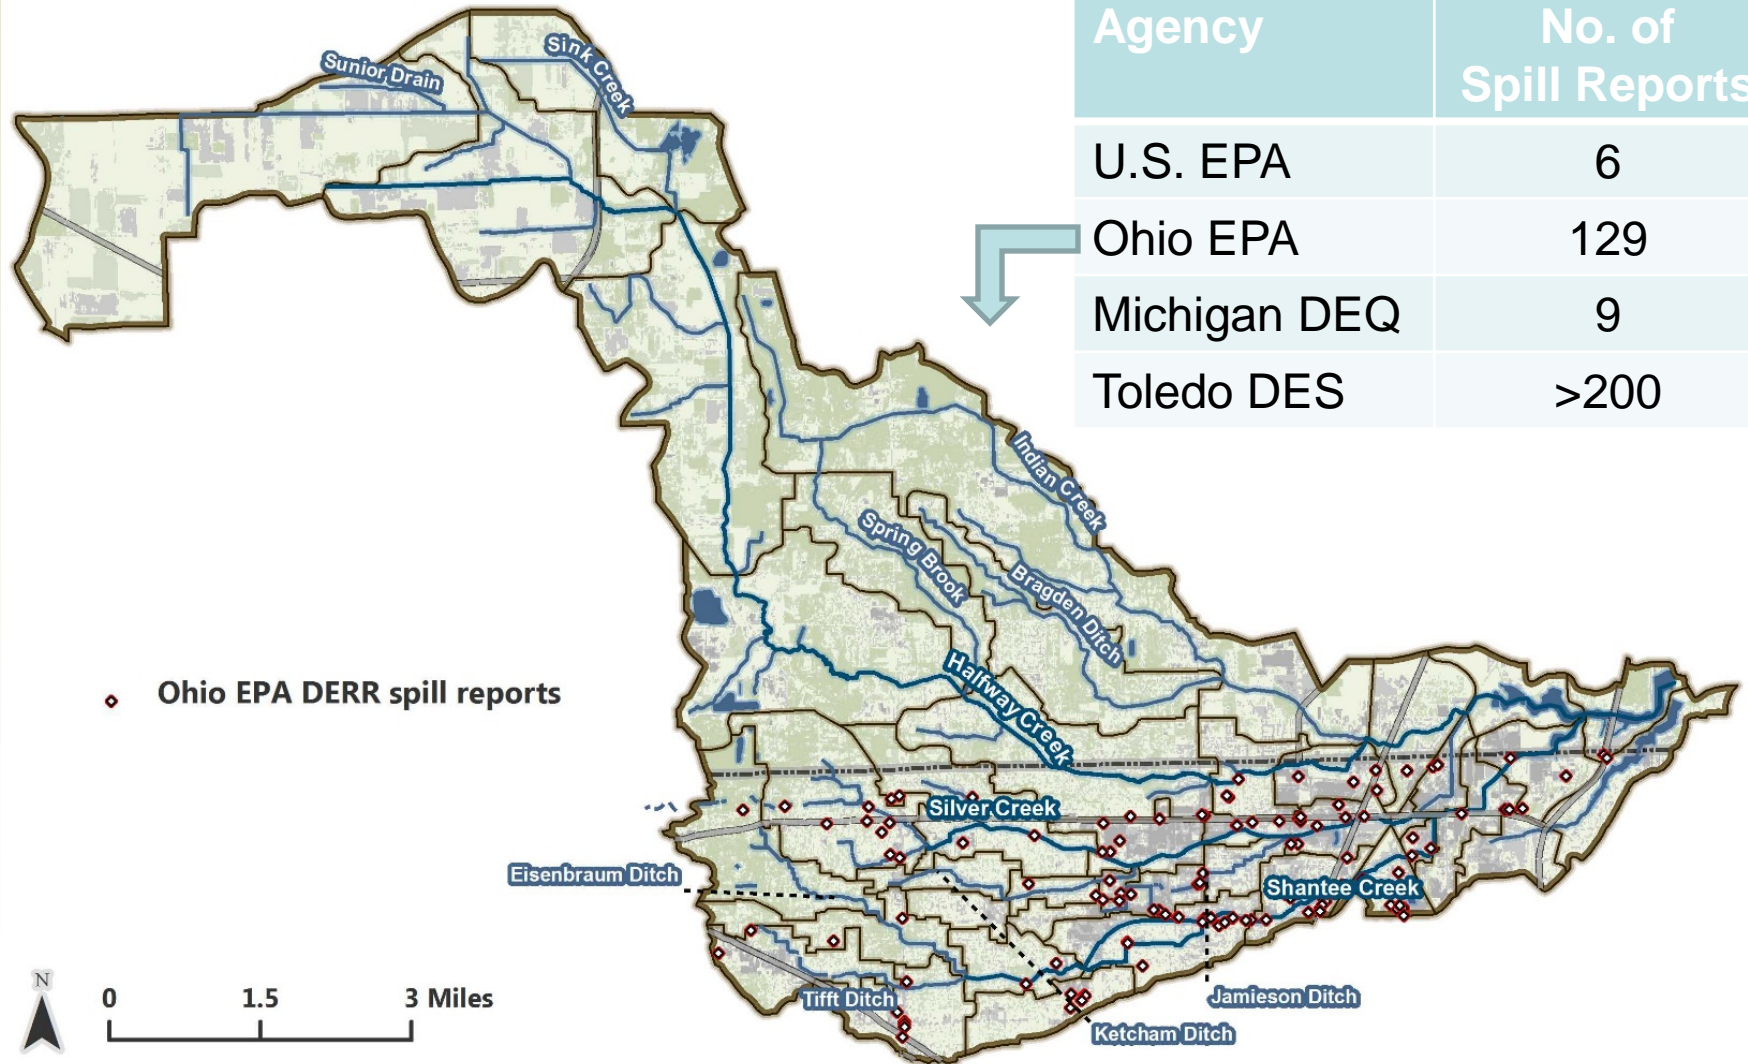 Agency No. of
Spill Reports
U.S. EPA 6
Ohio EPA 129
Michigan DEQ 9
Toledo DES >200
Sunior Drain
Sink Creek
Indian Creek
Spring Brook
Bragden Ditch
Halfway Creek
Ohio EPA DERR spill reports
Silver Creek
Eisenbraum Ditch
Shantee Creek
Tifft Ditch
Jamieson Ditch
Ketcham Ditch
N
0 1.5 3 Miles